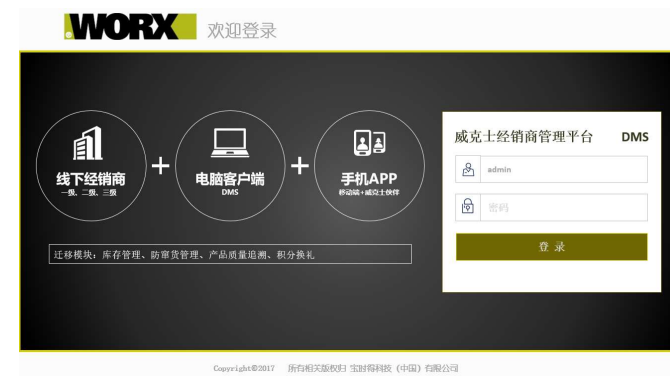 WORX 欢迎登录
线下经销商
一级、二级、三级
+
电脑客户端
DMS
+
手机APP
移动端+威克士伙伴
迁移模块：库存管理、防窜货管理、产品质量追溯、积分换礼
威克士经销商管理平台 DMS
admin
密码
登 录
Copyright©2017 所有相关版权归 宝时得科技（中国）有限公司